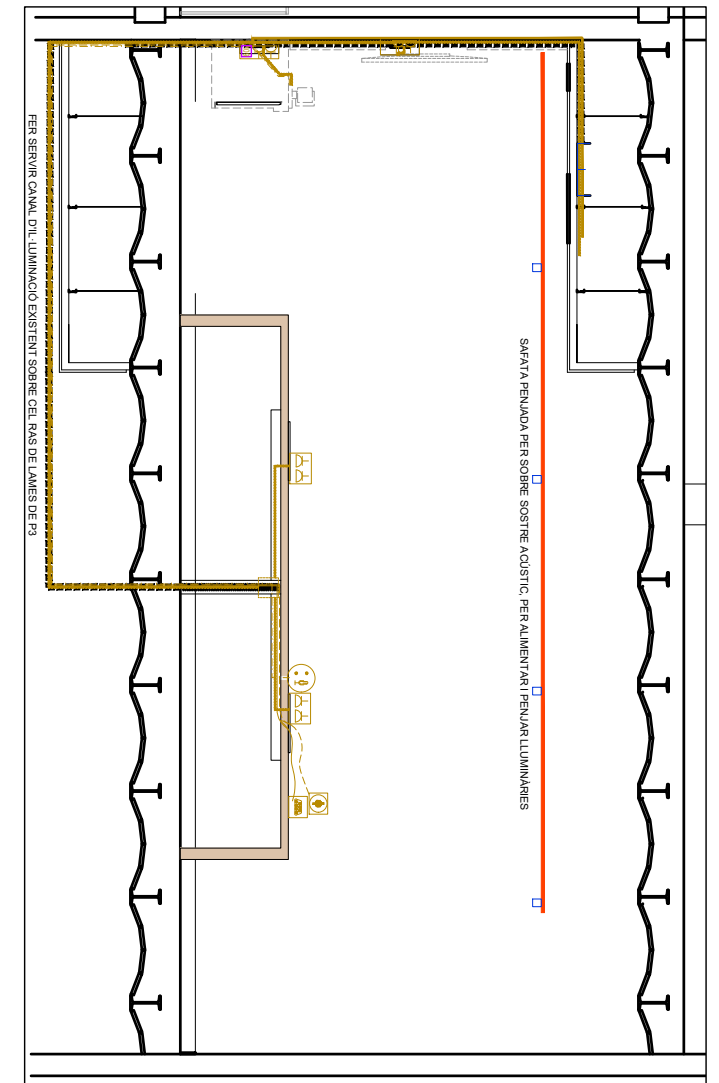 FER SERVIR CANAL D'IL·LUMINACIÓ EXISTENT SOBRE CEL RAS DE LAMES DE P3
SAFATA PENJADA PER SOBRE SOSTRE ACÚSTIC, PER ALIMENTAR I PENJAR LLUMINÀRIES